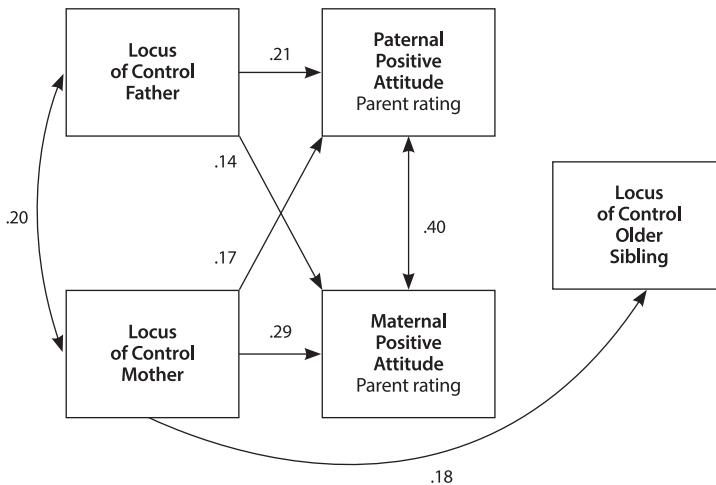 Locus
of Control
Father
.21
Paternal
Positive
Attitude
Parent rating
.14
.20
.17
.40
Locus
of Control
Older
Sibling
Locus
of Control
Mother
.29
Maternal
Positive
Attitude
Parent rating
.18